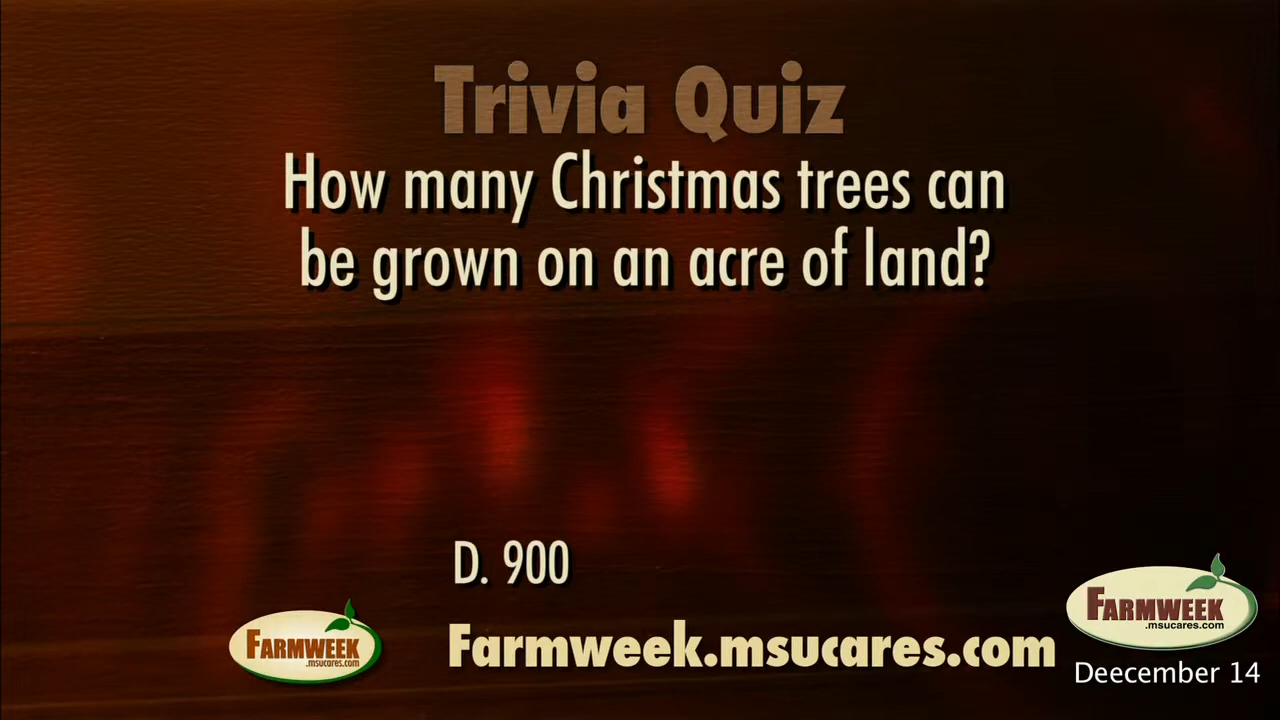 Trivia Quiz
How many Christmas trees can
be grown on an acre of land?
D. 900
FARMWEEK
.msucares.com
Farmweek.msucares.com
FARMWEEK
.msucares.com
Deecember 14